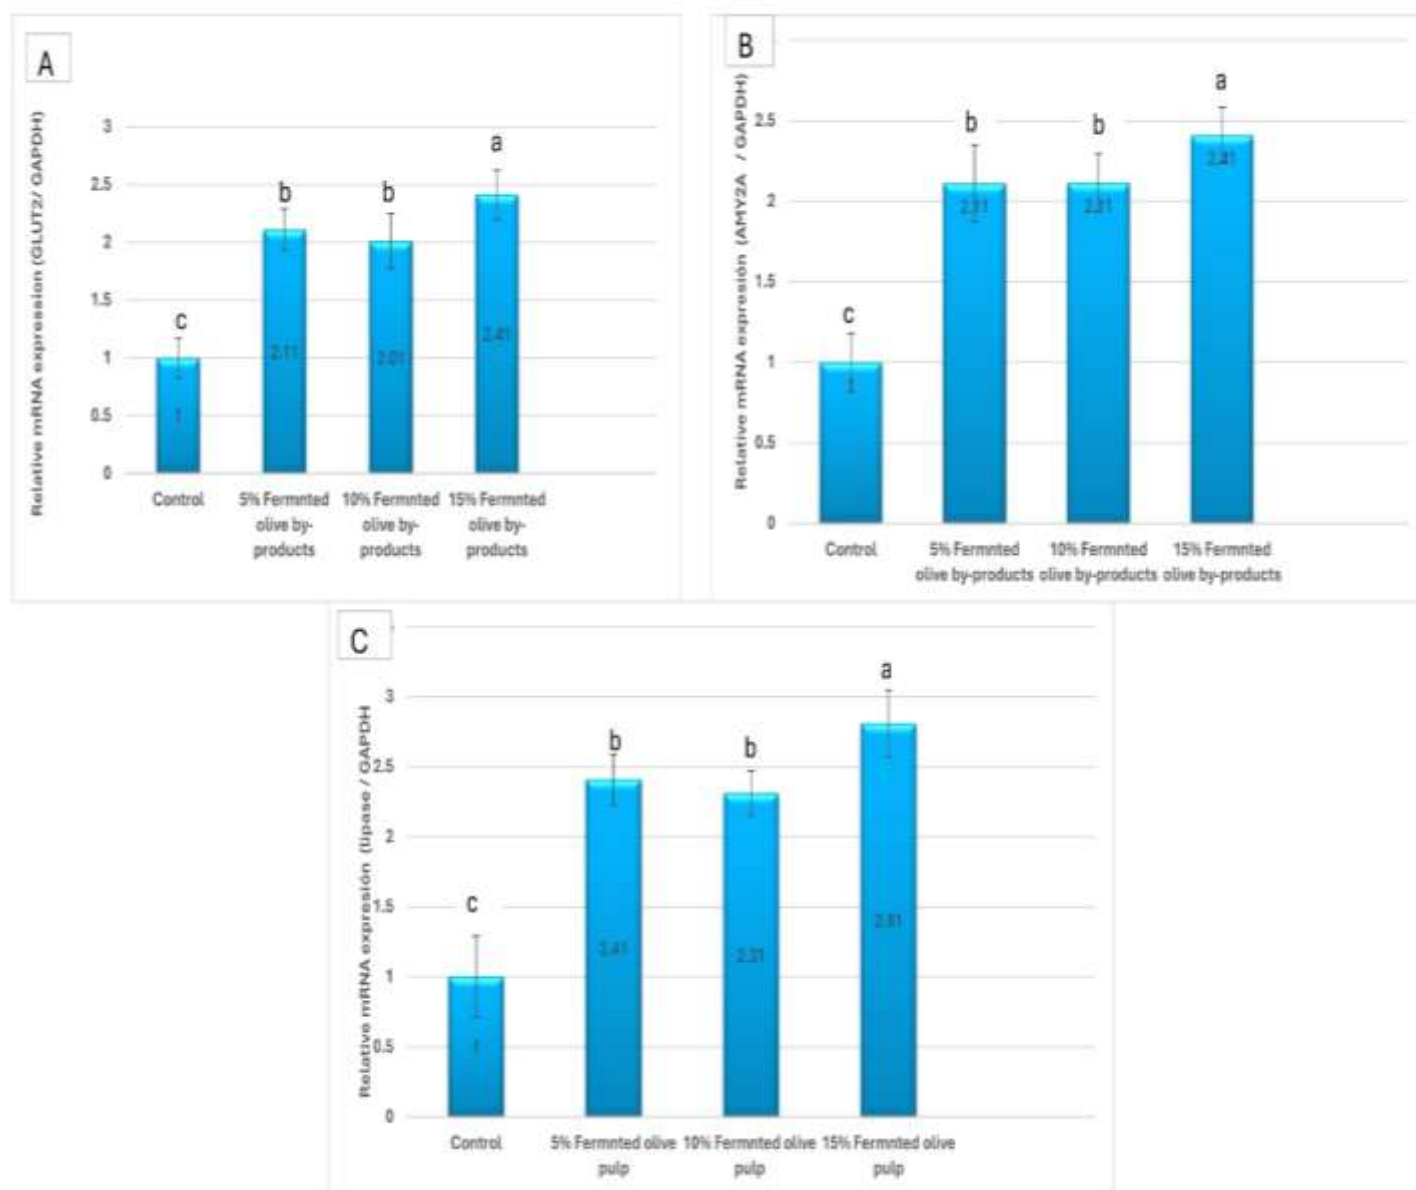 A
Relative mRNA expression (GLUT2/ GAPDH)
3
2.5
2
1.5
1
0.5
0
c
b
b
a
1
2.11
2.01
2.41
Control
5% Fermnted
olive by-
products
10% Fermnted
olive by-
products
15% Fermnted
olive by-
products
B
Relative mRNA expresión (AMY2A / GAPDH)
2.5
2
1.5
1
0.5
0
c
b
b
a
1
2.11
2.41
Control
5% Fermnted
olive by-products
10% Fermnted
olive by-products
15% Fermnted
olive by-products
C
Relativo mRNA expresión (lipase / GAPDH
3
2.5
2
1.5
1
0.5
0
c
b
b
a
1
2.41
2.31
2.81
Control
5% Fermnted olive
pulp
10% Fermnted olive
pulp
15% Fermnted olive
pulp